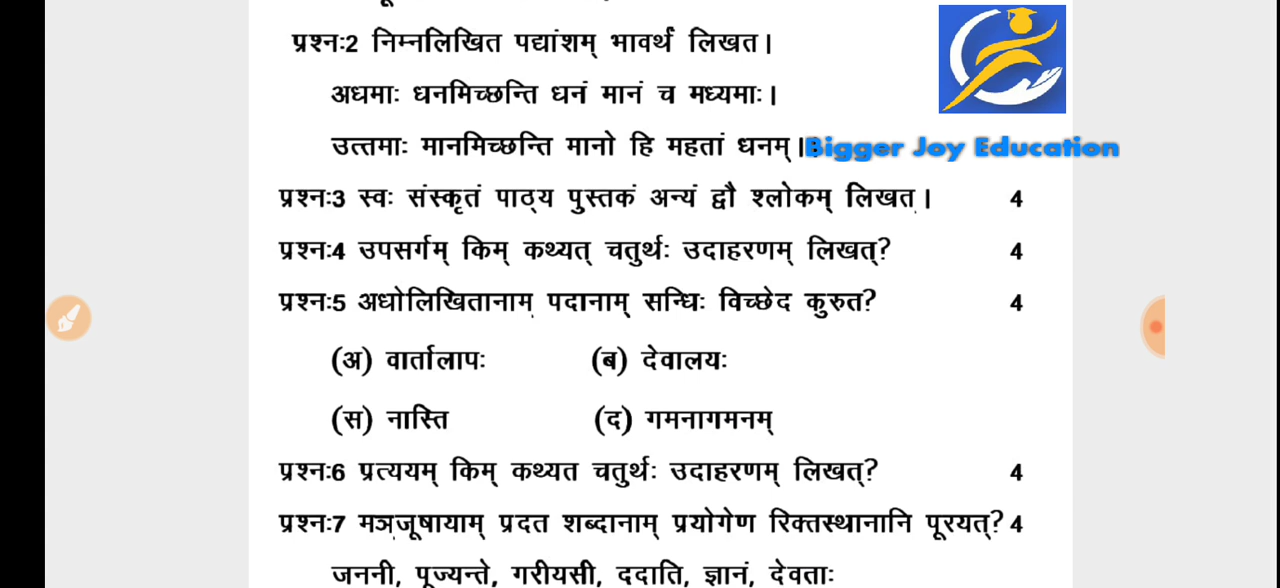 प्रश्नः2 निम्नलिखित पद्यांशम् भावर्थं लिखत।
अधमाः धनमिच्छन्ति धनं मानं च मध्यमाः।
उत्तमाः मानमिच्छन्ति मानो हि महतां धनम्।।
Bigger Joy Education
प्रश्नः3 स्वः संस्कृतं पाठ्य पुस्तकं अन्यं द्वौ श्लोकम् लिखत्। 4
प्रश्नः4 उपसर्गम् किम् कथ्यत् चतुर्थः उदाहरणम् लिखत्? 4
प्रश्नः5 अधोलिखितानाम् पदानाम् सन्धिः विच्छेद कुरुत? 4
(अ) वार्तालापः (ब) देवालयः
(स) नास्ति (द) गमनागमनम्
प्रश्नः6 प्रत्ययम् किम् कथ्यत चतुर्थः उदाहरणम् लिखत्? 4
प्रश्नः7 मञ्जूषायाम् प्रदत शब्दानाम् प्रयोगेण रिक्तस्थानानि पूरयत्? 4
जननी, पूज्यन्ते, गरीयसी, ददाति, ज्ञानं, देवताः